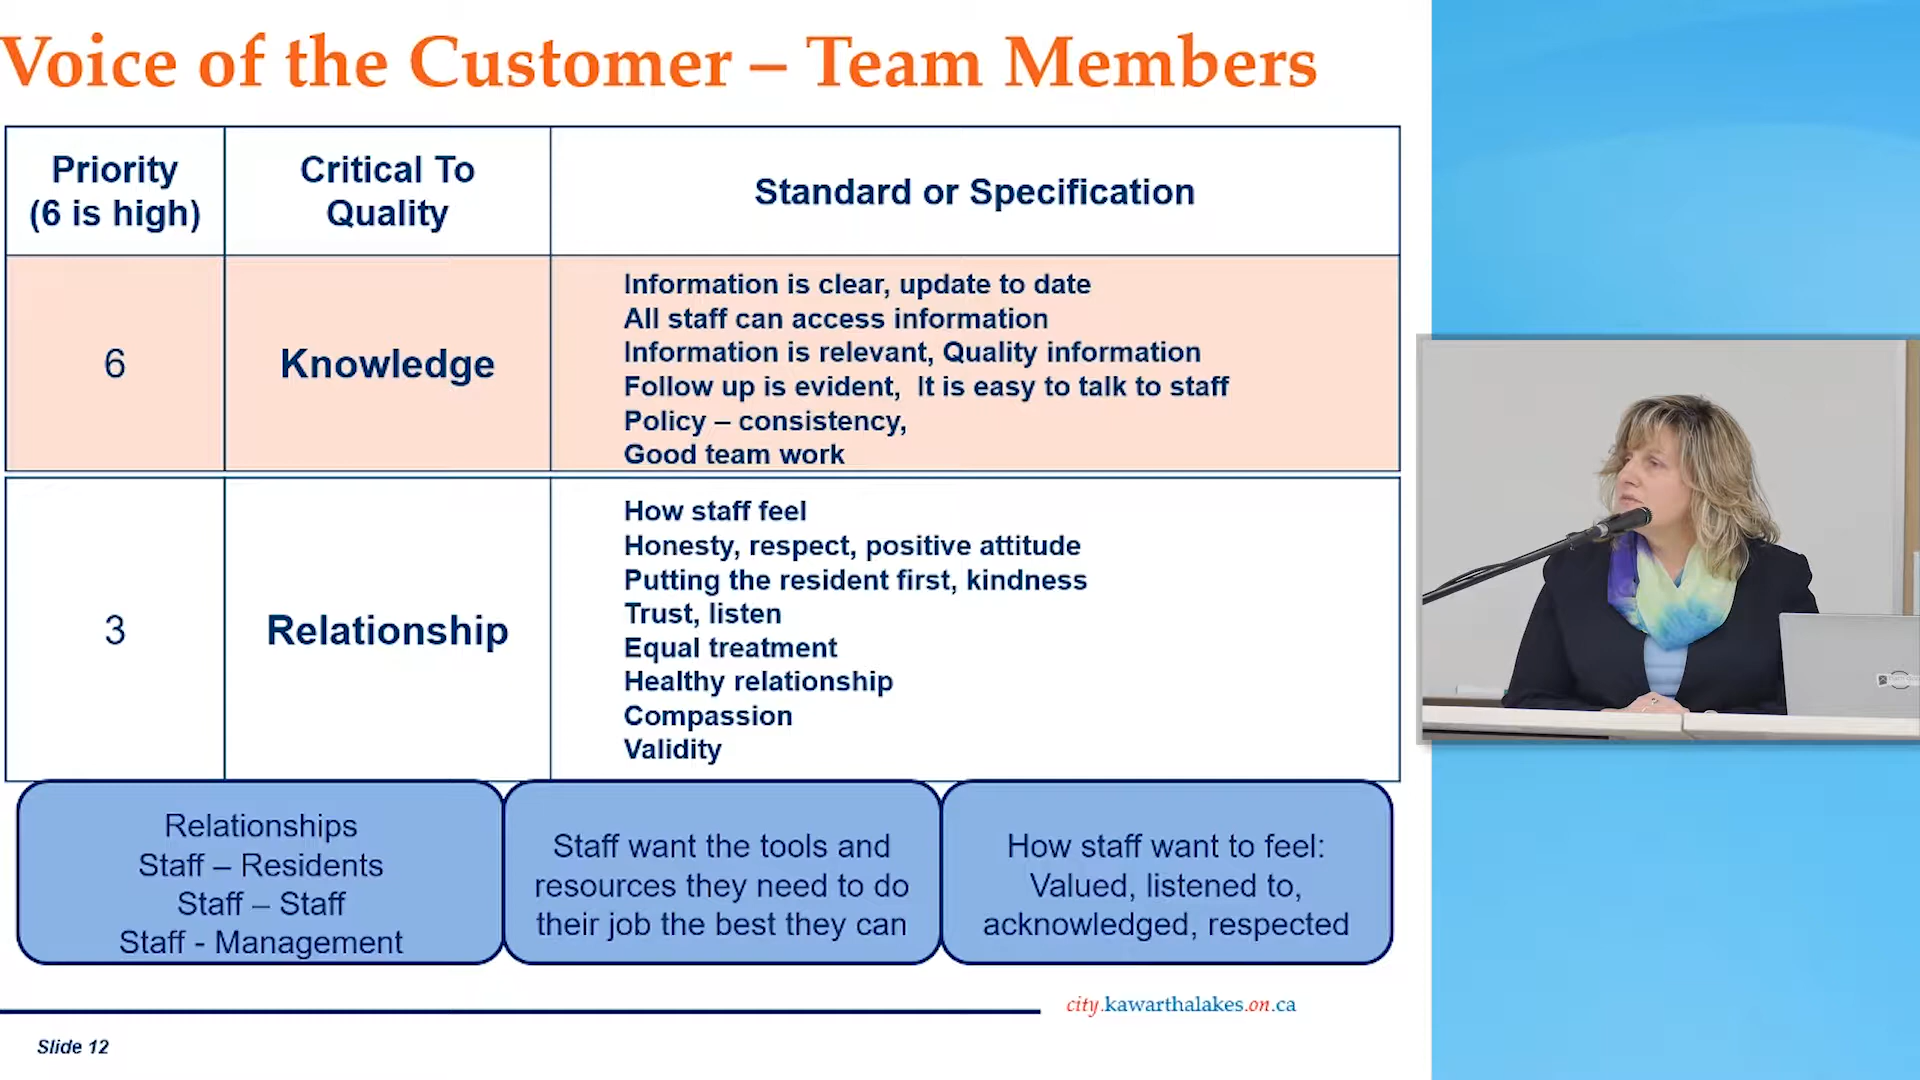 Voice of the Customer – Team Members
Priority
(6 is high)
Critical To
Quality
Standard or Specification
6
Knowledge
Information is clear, update to date
All staff can access information
Information is relevant, Quality information
Follow up is evident,  It is easy to talk to staff
Policy – consistency,
Good team work
3
Relationship
How staff feel
Honesty, respect, positive attitude
Putting the resident first, kindness
Trust, listen
Equal treatment
Healthy relationship
Compassion
Validity
Relationships
Staff – Residents
Staff – Staff
Staff - Management
Staff want the tools and
resources they need to do
their job the best they can
How staff want to feel:
Valued, listened to,
acknowledged, respected
city.kawarthalakes.on.ca
Slide 12